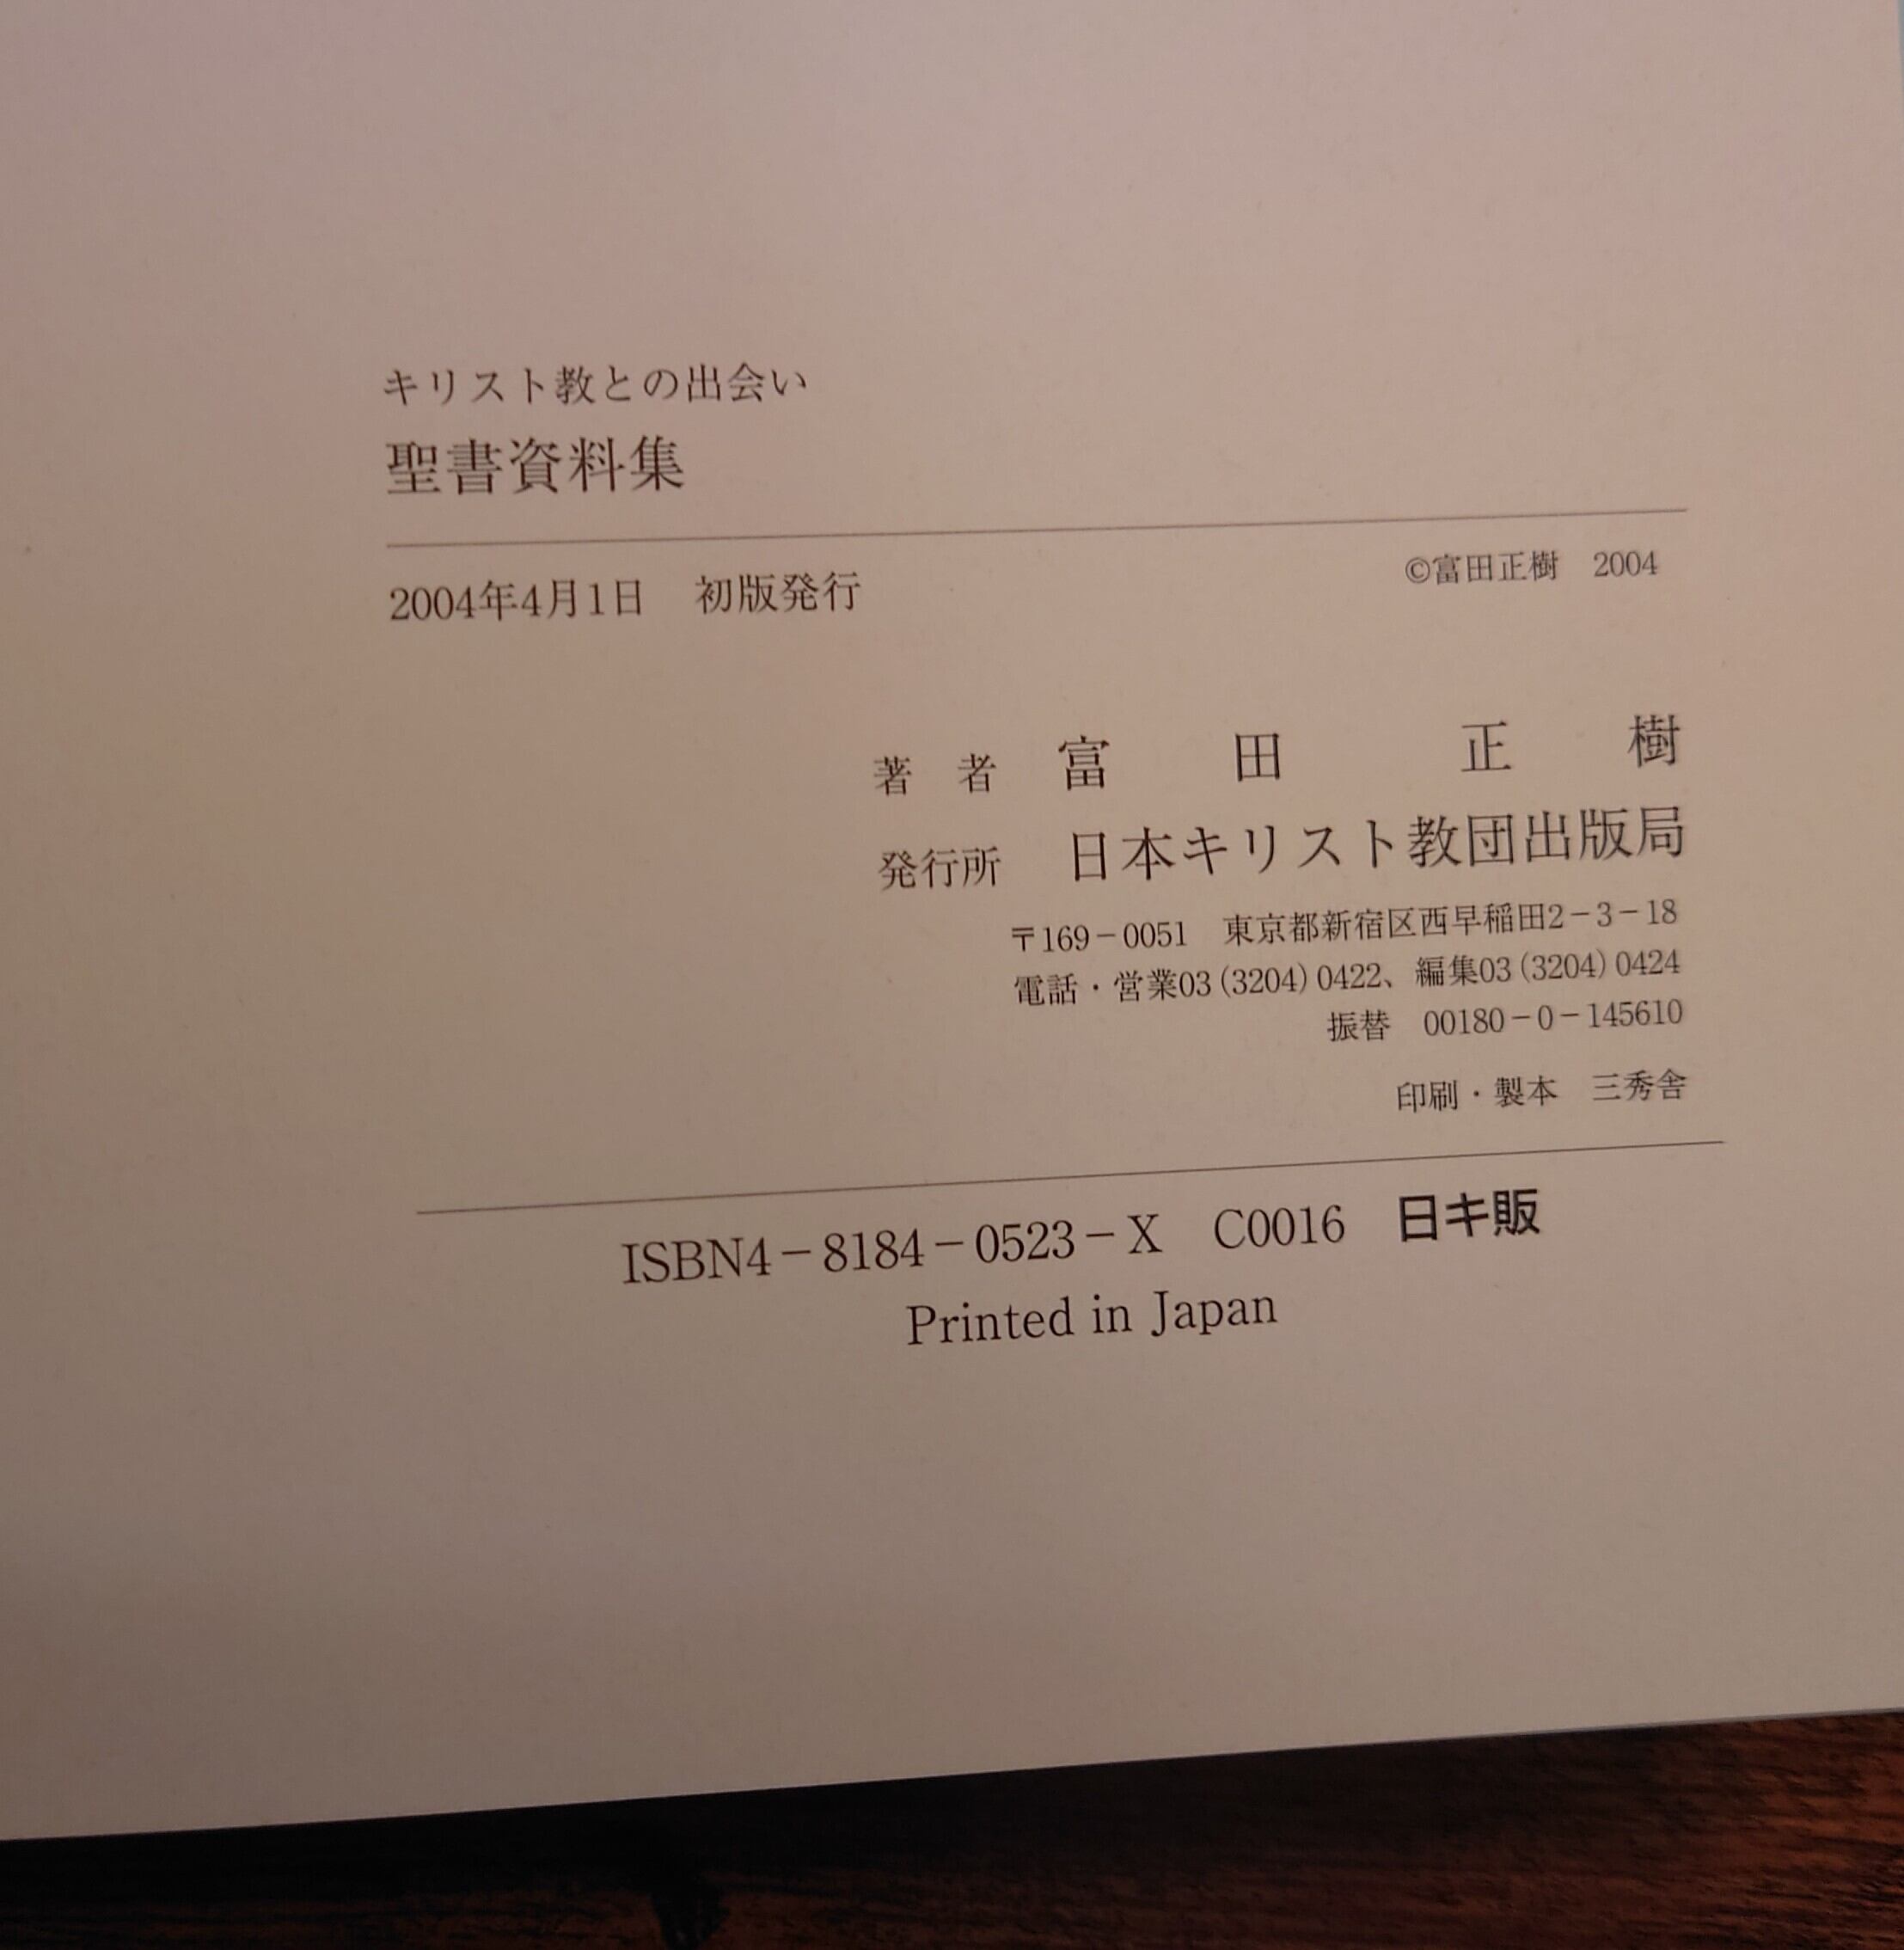 キリスト教との出会い
聖書資料集
2004年4月1日　初版発行
©富田正樹　2004
著　者　富　田　正　樹
発行所　日本キリスト教団出版局
〒169－0051　東京都新宿区西早稲田2－3－18
電話・営業03(3204)0422、編集03(3204)0424
振替　00180－0－145610
印刷・製本　三秀舎
ISBN4－8184－0523－X　C0016　日キ販
Printed in Japan